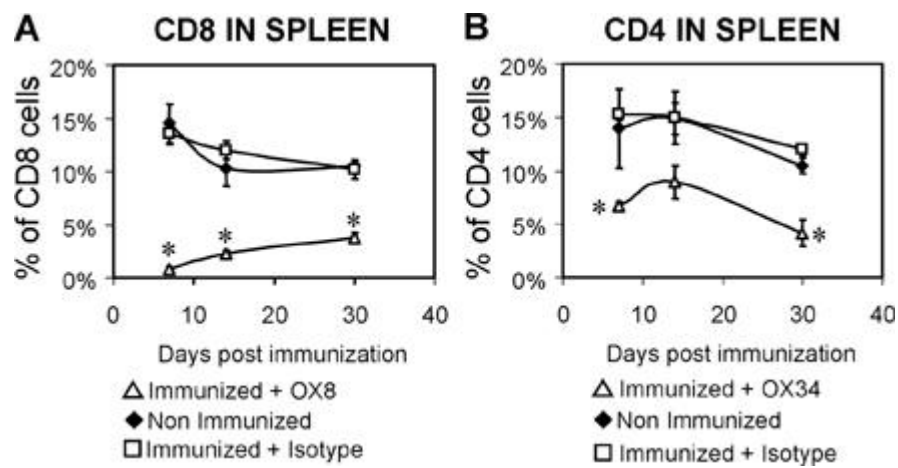 A CD8 IN SPLEEN
% of CD8 cells
20%
15%
10%
5%
0%
* * *
0 10 20 30 40
Days post immunization
Immunized + OX8
Non Immunized
Immunized + Isotype
B CD4 IN SPLEEN
% of CD4 cells
20%
15%
10%
5%
0%
* *
0 10 20 30 40
Days post immunization
Immunized + OX34
Non Immunized
Immunized + Isotype